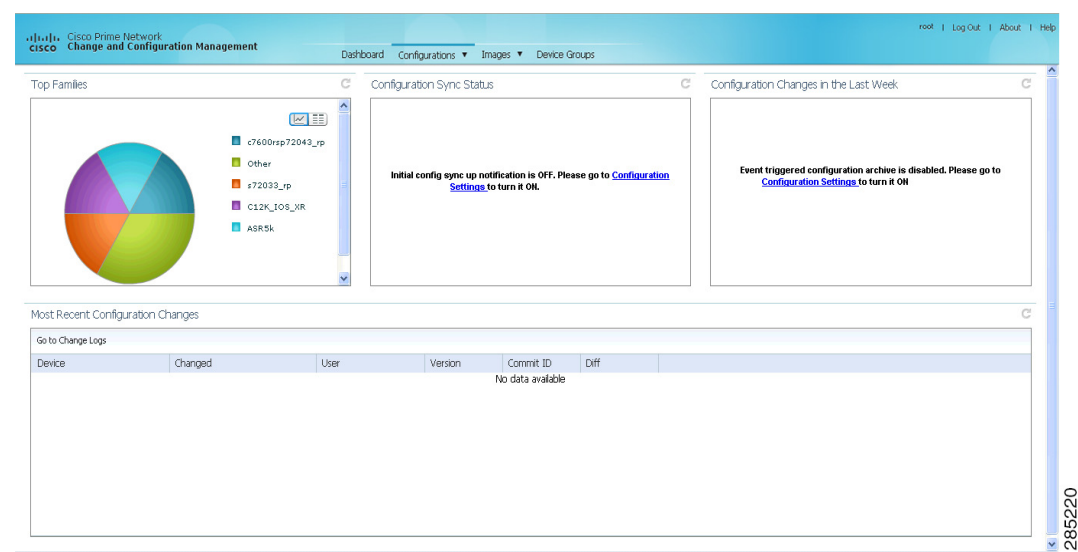 root | Log Out | About | Help
CISCO Cisco Prime Network
Change and Configuration Management
Dashboard Configurations ▼ Images ▼ Device Groups
Top Families
c7600rsp72043_rp
Other
s72033_rp
C12K_IOS_XR
ASR5k
Configuration Sync Status
Initial config sync up notification is OFF. Please go to Configuration
Settings to turn it ON.
Configuration Changes in the Last Week
Event triggered configuration archive is disabled. Please go to
Configuration Settings to turn it ON
Most Recent Configuration Changes
Go to Change Logs
Device Changed User Version Commit ID Diff
No data available
285220